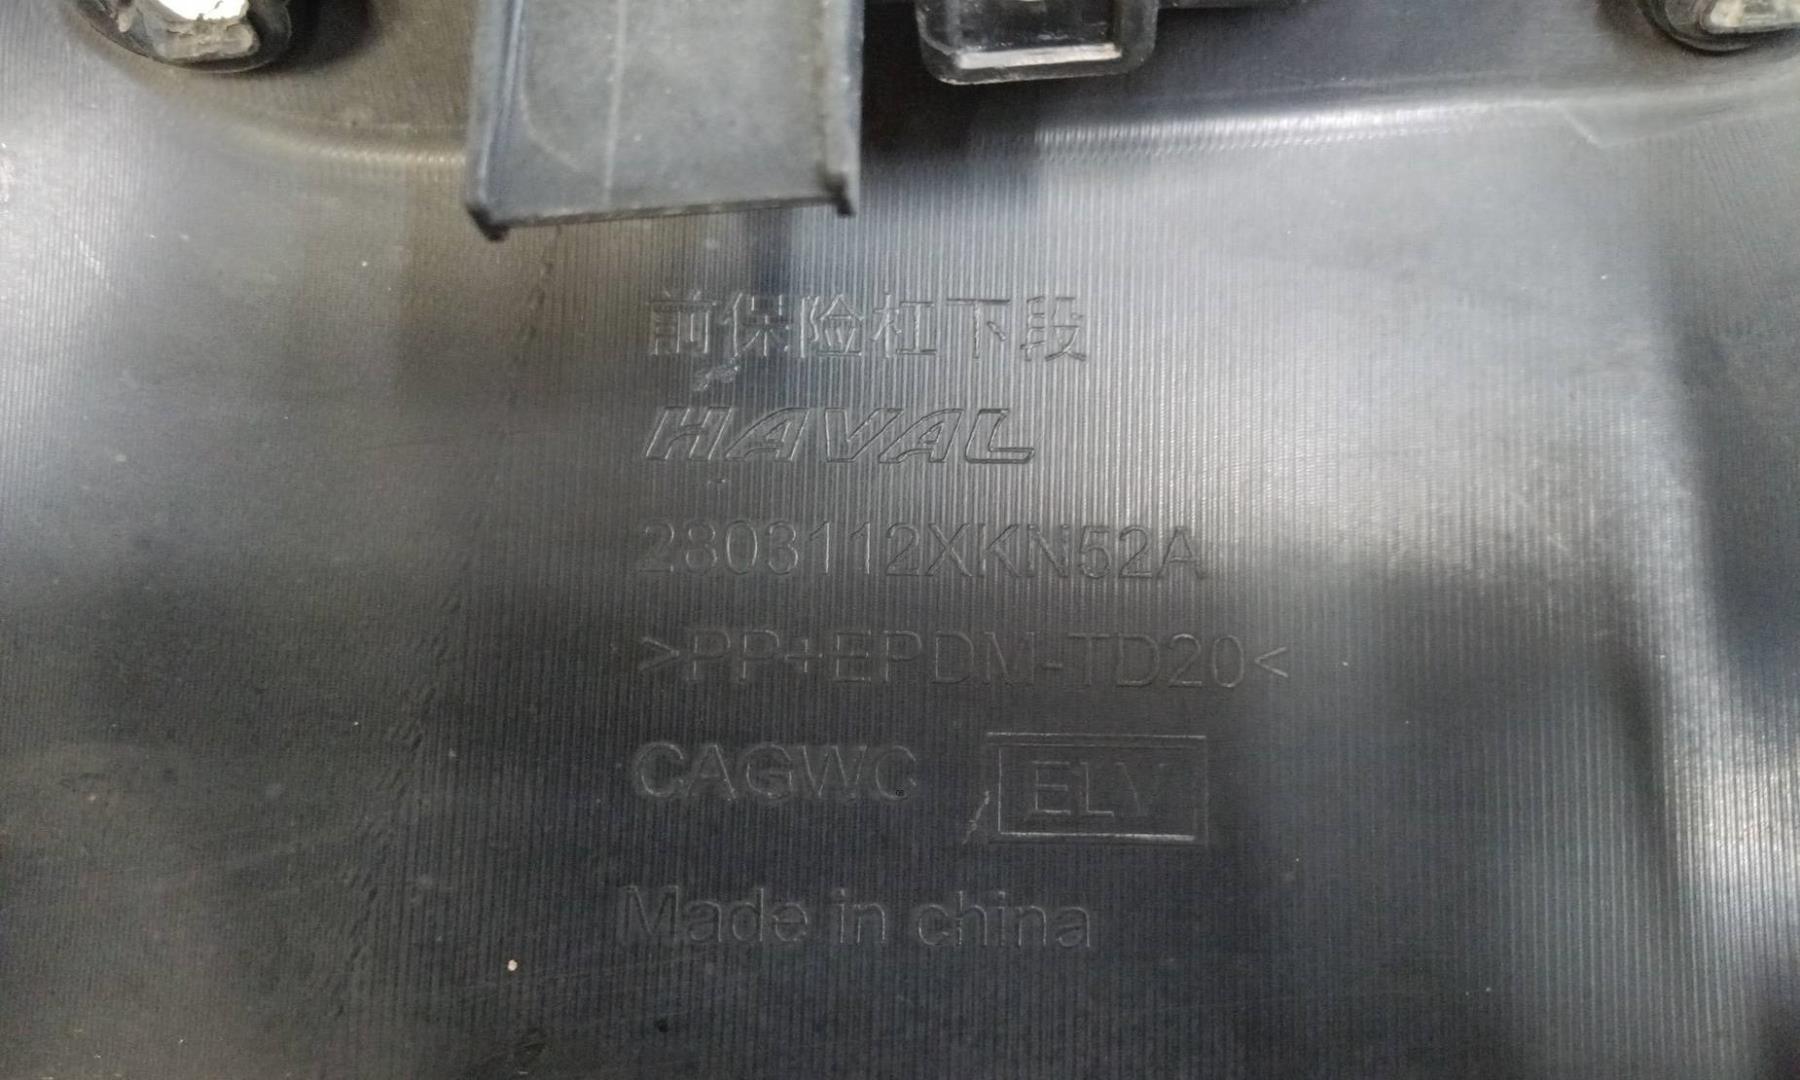 前保险杠下段
HAVAL
2803112XKN52A
>PP+EPDM-TD20<
CAGWC ELV
Made in china